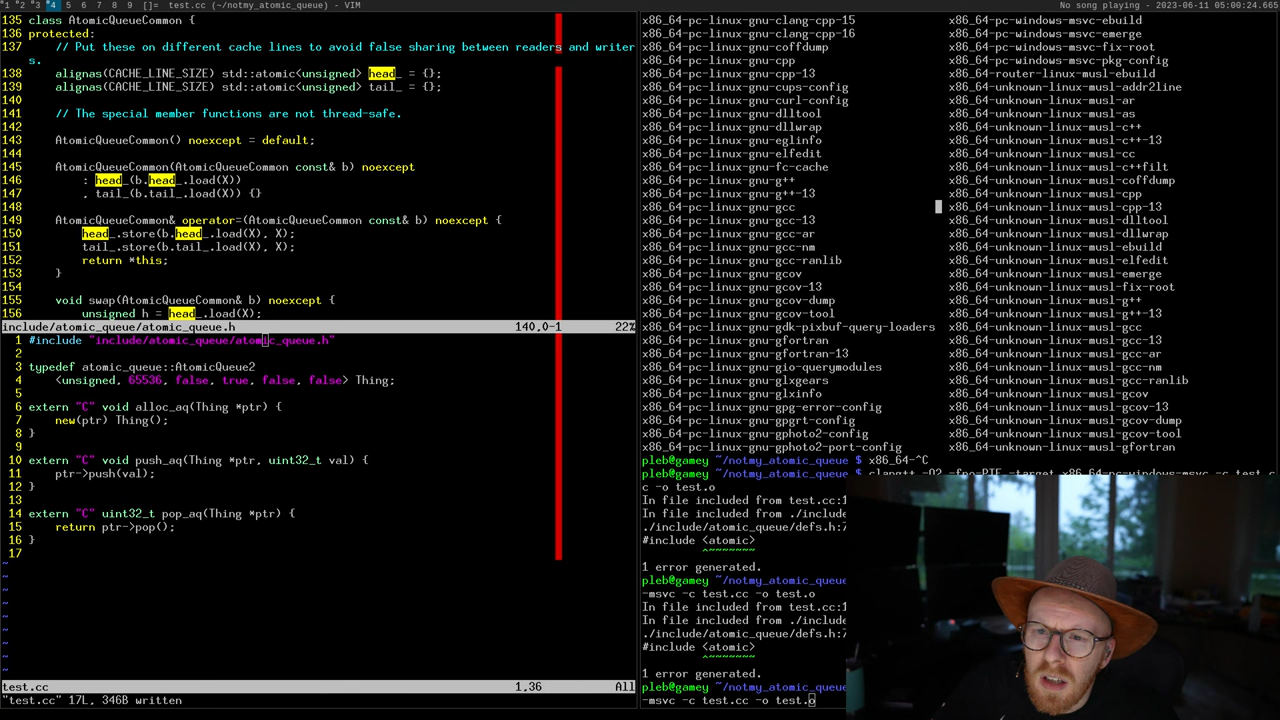 1 2 3 4 5 6 7 8 9 []= test.cc (~/notmy_atomic_queue) - VIM
No song playing - 2023-06-11 05:00:24.665
135 class AtomicQueueCommon {
136 protected:
137     // Put these on different cache lines to avoid false sharing between readers and writer
s.
138     alignas(CACHE_LINE_SIZE) std::atomic<unsigned> head_ = {};
139     alignas(CACHE_LINE_SIZE) std::atomic<unsigned> tail_ = {};
140
141     // The special member functions are not thread-safe.
142
143     AtomicQueueCommon() noexcept = default;
144
145     AtomicQueueCommon(AtomicQueueCommon const& b) noexcept
146         : head_(b.head_.load(X))
147         , tail_(b.tail_.load(X)) {}
148
149     AtomicQueueCommon& operator=(AtomicQueueCommon const& b) noexcept {
150         head_.store(b.head_.load(X), X);
151         tail_.store(b.tail_.load(X), X);
152         return *this;
153     }
154
155     void swap(AtomicQueueCommon& b) noexcept {
156         unsigned h = head_.load(X);
include/atomic_queue/atomic_queue.h 140,0-1 22%
1 #include "include/atomic_queue/atomic_queue.h"
2
3 typedef atomic_queue::AtomicQueue2
4     <unsigned, 65536, false, true, false, false> Thing;
5
6 extern "C" void alloc_aq(Thing *ptr) {
7     new(ptr) Thing();
8 }
9
10 extern "C" void push_aq(Thing *ptr, uint32_t val) {
11     ptr->push(val);
12 }
13
14 extern "C" uint32_t pop_aq(Thing *ptr) {
15     return ptr->pop();
16 }
17
~
~
~
~
~
~
~
~
~
test.cc 1,36 All
"test.cc" 17L, 346B written
x86_64-pc-linux-gnu-clang-cpp-15 x86_64-pc-windows-msvc-ebuild
x86_64-pc-linux-gnu-clang-cpp-16 x86_64-pc-windows-msvc-emerge
x86_64-pc-linux-gnu-coffdump x86_64-pc-windows-msvc-fix-root
x86_64-pc-linux-gnu-cpp x86_64-pc-windows-msvc-pkg-config
x86_64-pc-linux-gnu-cpp-13 x86_64-router-linux-musl-ebuild
x86_64-pc-linux-gnu-cups-config x86_64-unknown-linux-musl-addr2line
x86_64-pc-linux-gnu-curl-config x86_64-unknown-linux-musl-ar
x86_64-pc-linux-gnu-dlltool x86_64-unknown-linux-musl-as
x86_64-pc-linux-gnu-dllwrap x86_64-unknown-linux-musl-c++
x86_64-pc-linux-gnu-eglinfo x86_64-unknown-linux-musl-c++-13
x86_64-pc-linux-gnu-elfedit x86_64-unknown-linux-musl-cc
x86_64-pc-linux-gnu-fc-cache x86_64-unknown-linux-musl-c++filt
x86_64-pc-linux-gnu-g++ x86_64-unknown-linux-musl-coffdump
x86_64-pc-linux-gnu-g++-13 x86_64-unknown-linux-musl-cpp
x86_64-pc-linux-gnu-gcc x86_64-unknown-linux-musl-cpp-13
x86_64-pc-linux-gnu-gcc-13 x86_64-unknown-linux-musl-dlltool
x86_64-pc-linux-gnu-gcc-ar x86_64-unknown-linux-musl-dllwrap
x86_64-pc-linux-gnu-gcc-nm x86_64-unknown-linux-musl-ebuild
x86_64-pc-linux-gnu-gcc-ranlib x86_64-unknown-linux-musl-elfedit
x86_64-pc-linux-gnu-gcov x86_64-unknown-linux-musl-emerge
x86_64-pc-linux-gnu-gcov-13 x86_64-unknown-linux-musl-fix-root
x86_64-pc-linux-gnu-gcov-dump x86_64-unknown-linux-musl-g++
x86_64-pc-linux-gnu-gcov-tool x86_64-unknown-linux-musl-g++-13
x86_64-pc-linux-gnu-gdk-pixbuf-query-loaders x86_64-unknown-linux-musl-gcc
x86_64-pc-linux-gnu-gfortran x86_64-unknown-linux-musl-gcc-13
x86_64-pc-linux-gnu-gfortran-13 x86_64-unknown-linux-musl-gcc-ar
x86_64-pc-linux-gnu-gio-querymodules x86_64-unknown-linux-musl-gcc-nm
x86_64-pc-linux-gnu-glxgears x86_64-unknown-linux-musl-gcc-ranlib
x86_64-pc-linux-gnu-glxinfo x86_64-unknown-linux-musl-gcov
x86_64-pc-linux-gnu-gpg-error-config x86_64-unknown-linux-musl-gcov-13
x86_64-pc-linux-gnu-gpgrt-config x86_64-unknown-linux-musl-gcov-dump
x86_64-pc-linux-gnu-gphoto2-config x86_64-unknown-linux-musl-gcov-tool
x86_64-pc-linux-gnu-gphoto2-port-config x86_64-unknown-linux-musl-gfortran
pleb@gamey ~/notmy_atomic_queue $ x86_64-^C
pleb@gamey ~/notmy_atomic_queue $ clang++ -O2 -fno-PIE -target x86_64-pc-windows-msvc -c test.c
c -o test.o
In file included from test.cc:1
In file included from ./include
./include/atomic_queue/defs.h:7
#include <atomic>
^~~~~~~~
1 error generated.
pleb@gamey ~/notmy_atomic_queue
-msvc -c test.cc -o test.o
In file included from test.cc:1
In file included from ./include
./include/atomic_queue/defs.h:7
#include <atomic>
^~~~~~~~
1 error generated.
pleb@gamey ~/notmy_atomic_queue
-msvc -c test.cc -o test.o